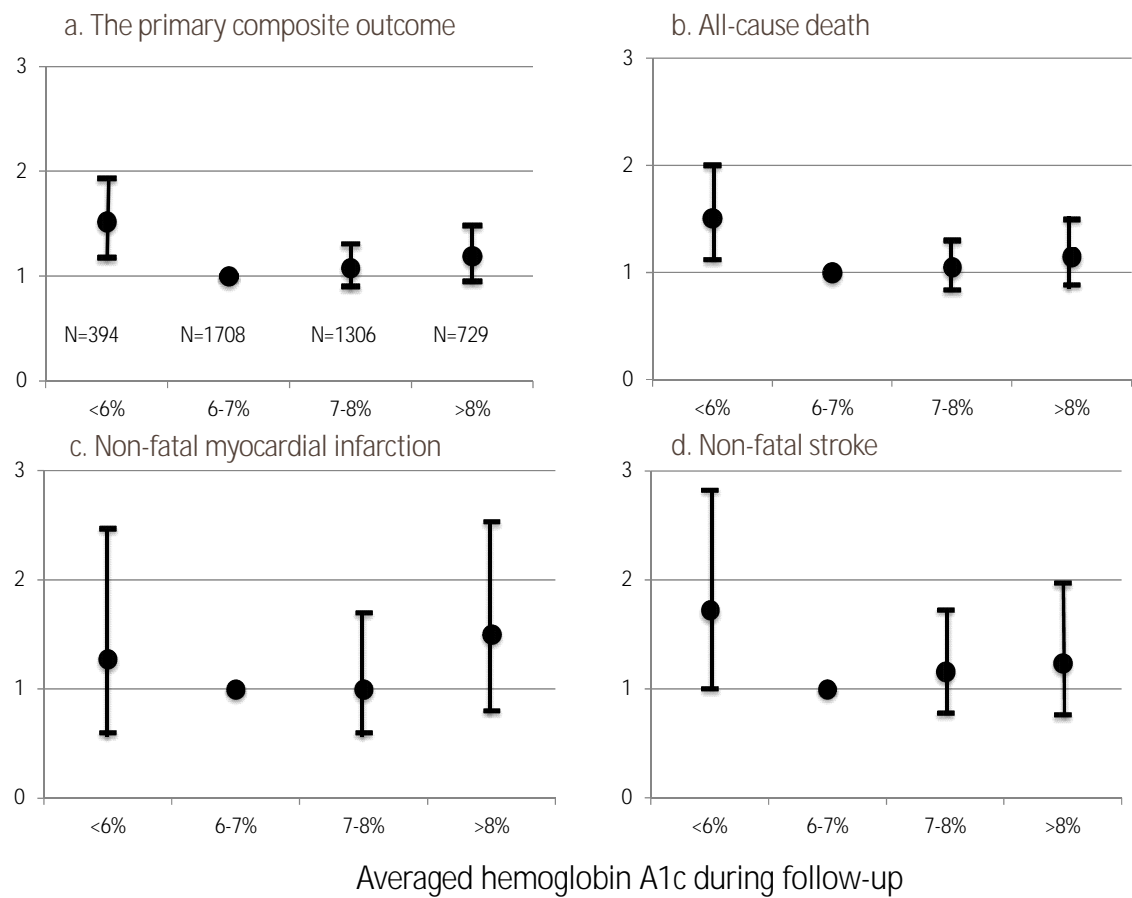 a. The primary composite outcome
3
2
1
0
N=394 N=1708 N=1306 N=729
<6% 6-7% 7-8% >8%
b. All-cause death
3
2
1
0
<6% 6-7% 7-8% >8%
c. Non-fatal myocardial infarction
3
2
1
0
<6% 6-7% 7-8% >8%
d. Non-fatal stroke
3
2
1
0
<6% 6-7% 7-8% >8%
Averaged hemoglobin A1c during follow-up